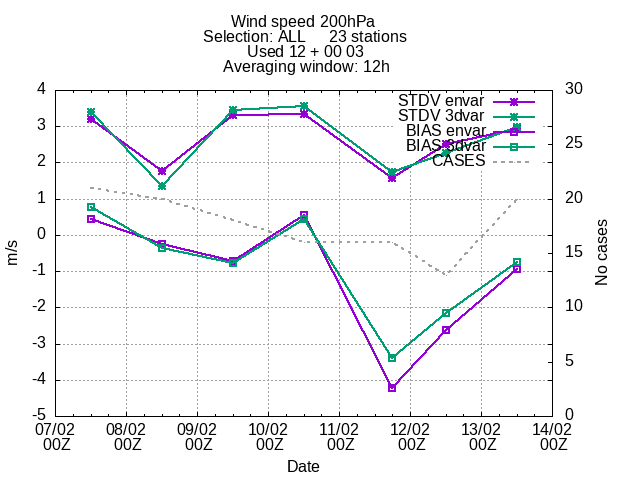 Wind speed 200hPa
Selection: ALL 23 stations
Used 12 + 00 03
Averaging window: 12h
4
3
2
1
0
-1
-2
-3
-4
-5
m/s
30
25
20
15
10
5
0
No cases
STDV envar
STDV 3dvar
BIAS envar
BIAS 3dvar
CASES
07/02 08/02 09/02 10/02 11/02 12/02 13/02 14/02
00Z 00Z 00Z 00Z 00Z 00Z 00Z 00Z
Date